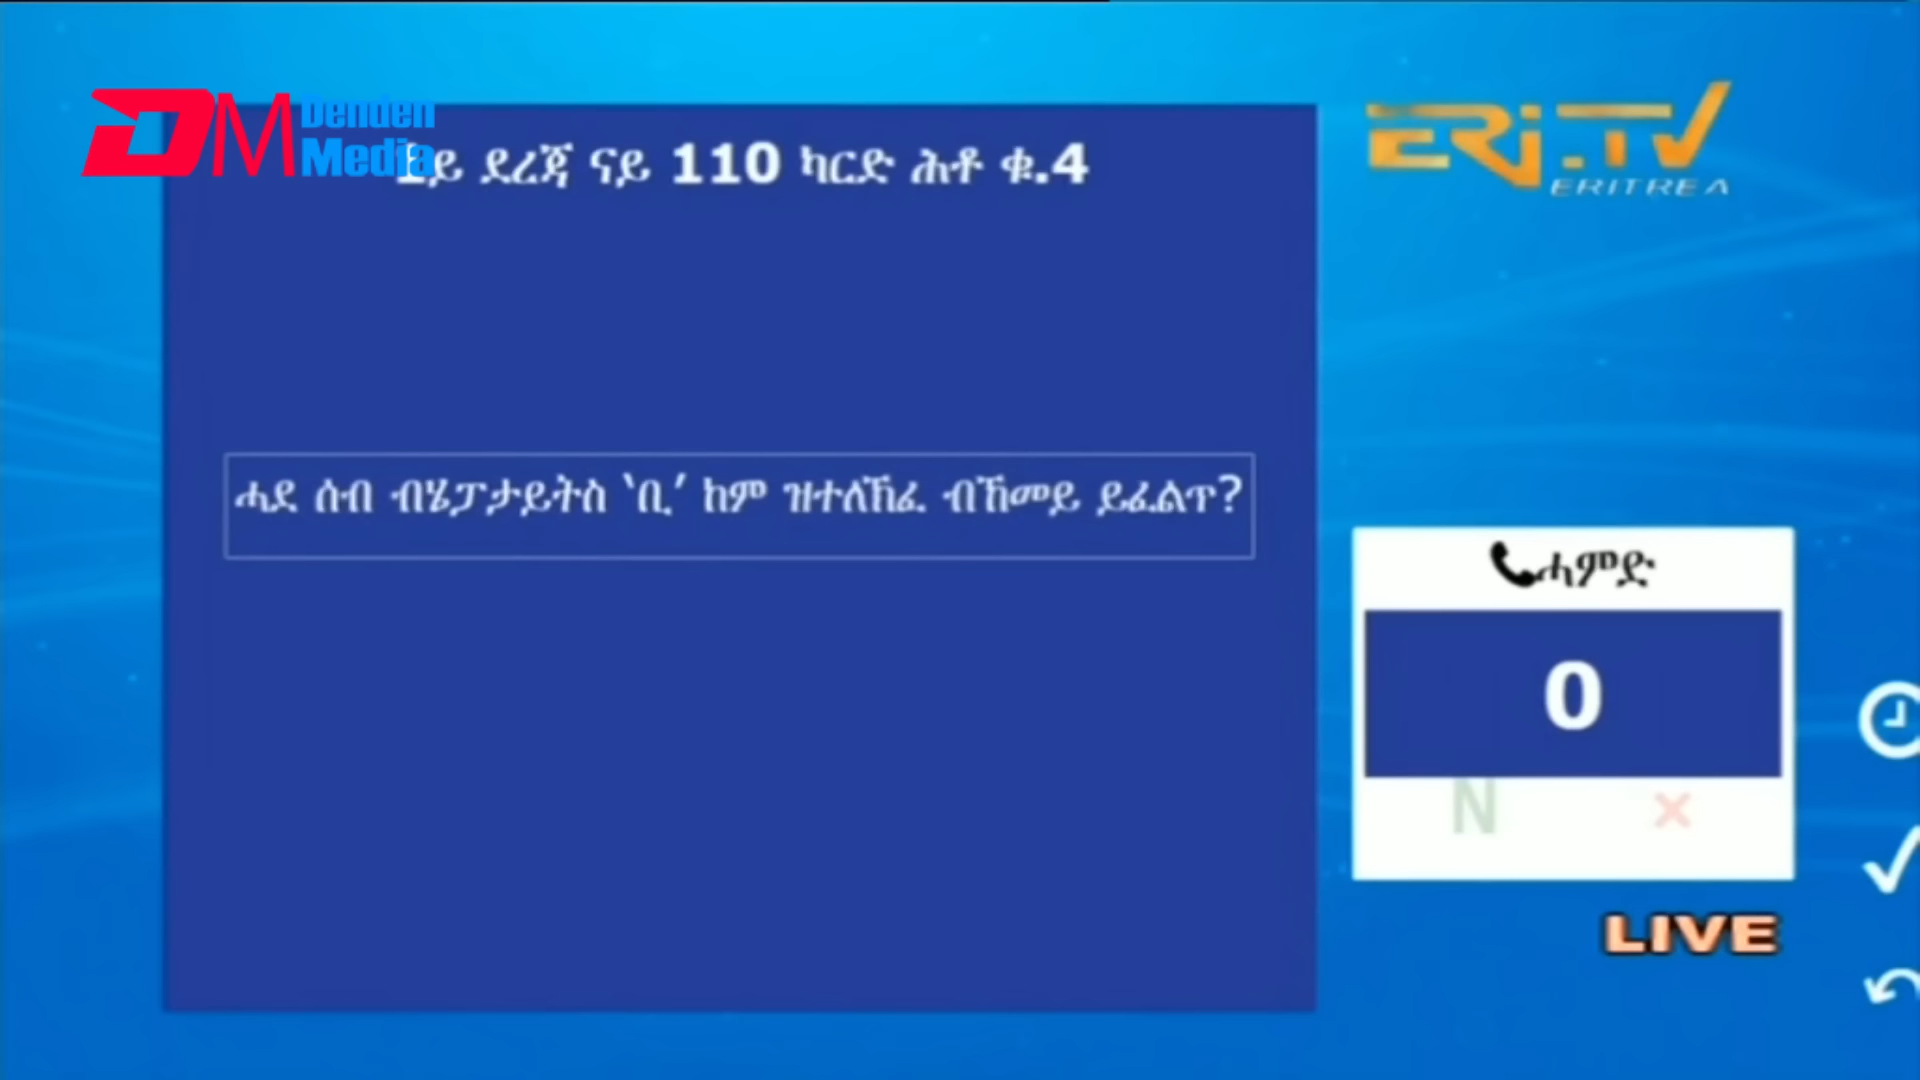 DM Denden
Media
ይ ደረጃ ናይ 110 ካርድ ሕቶ ቁ.4
ERi.TV
ERITREA
ሓደ ሰብ ብሄፓታይትስ ‘ቢ’ ከም ዝተለኽፈ ብኸመይ ይፈልጥ?
ሓምድ
0
N ×
LIVE